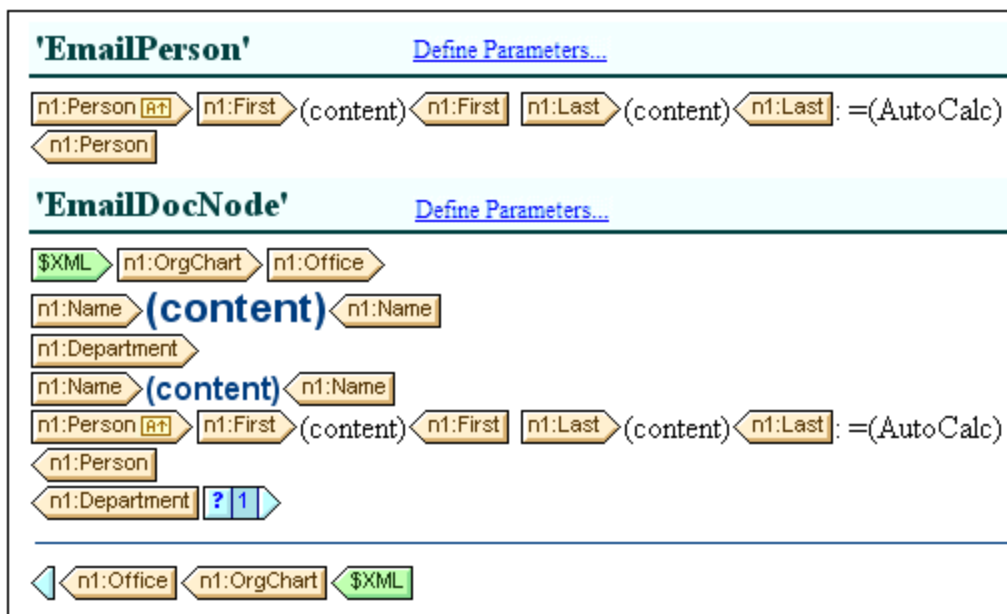 'EmailPerson' Define Parameters...
n1:Person A↑ n1:First (content) n1:First n1:Last (content) n1:Last : =(AutoCalc)
n1:Person
'EmailDocNode' Define Parameters...
$XML n1:OrgChart n1:Office
n1:Name (content) n1:Name
n1:Department
n1:Name (content) n1:Name
n1:Person A↑ n1:First (content) n1:First n1:Last (content) n1:Last : =(AutoCalc)
n1:Person
n1:Department ? 1
n1:Office n1:OrgChart $XML